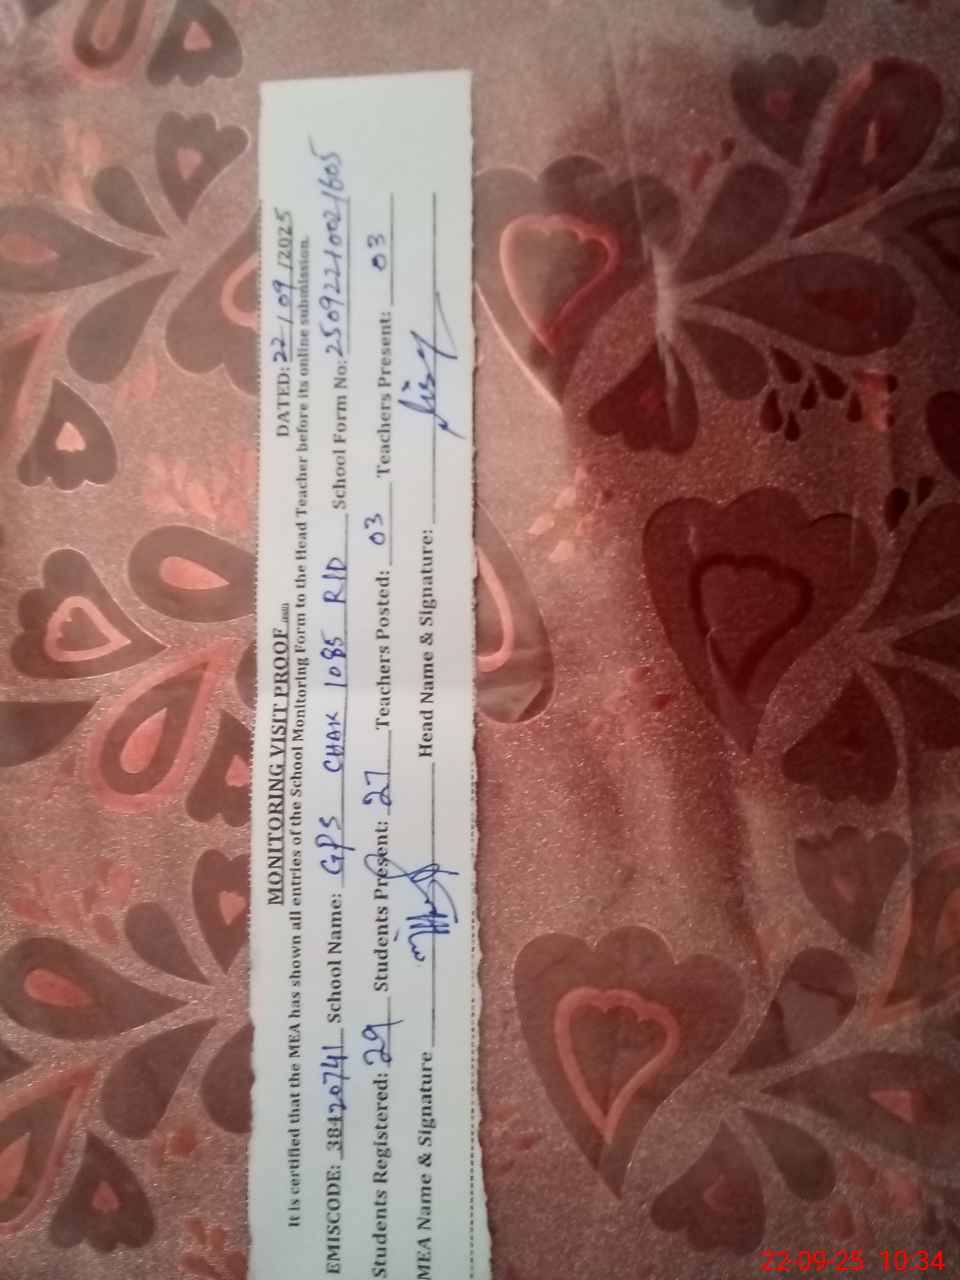 MONITORING VISIT PROOF DATED: 22/09/2025
It is certified that the MEA has shown all entries of the School Monitoring Form to the Head Teacher before its online submission.
EMISCODE: 38420741 School Name: GPS CHAK 1085 R/D School Form No: 25092210021605
Students Registered: 29 Students Present: 27 Teachers Posted: 03 Teachers Present: 03
MEA Name & Signature Head Name & Signature:
22-09-25 10:34